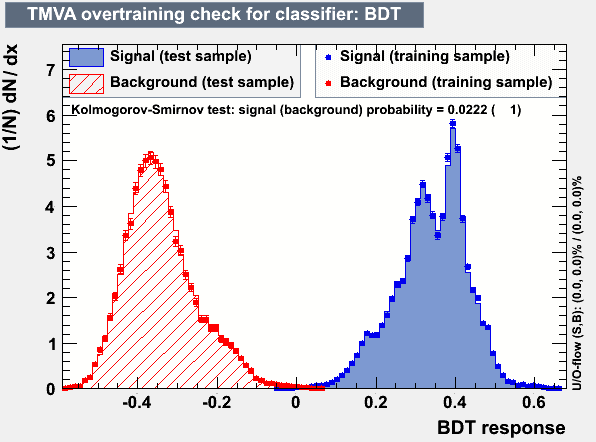 TMVA overtraining check for classifier: BDT
(1/N) dN / dx
Signal (test sample)
Signal (training sample)
Background (test sample)
Background (training sample)
Kolmogorov-Smirnov test: signal (background) probability = 0.0222 ( 1)
7
6
5
4
3
2
1
0
-0.4
-0.2
0
0.2
0.4
0.6
BDT response
U/O-flow (S,B): (0.0, 0.0)% / (0.0, 0.0)%